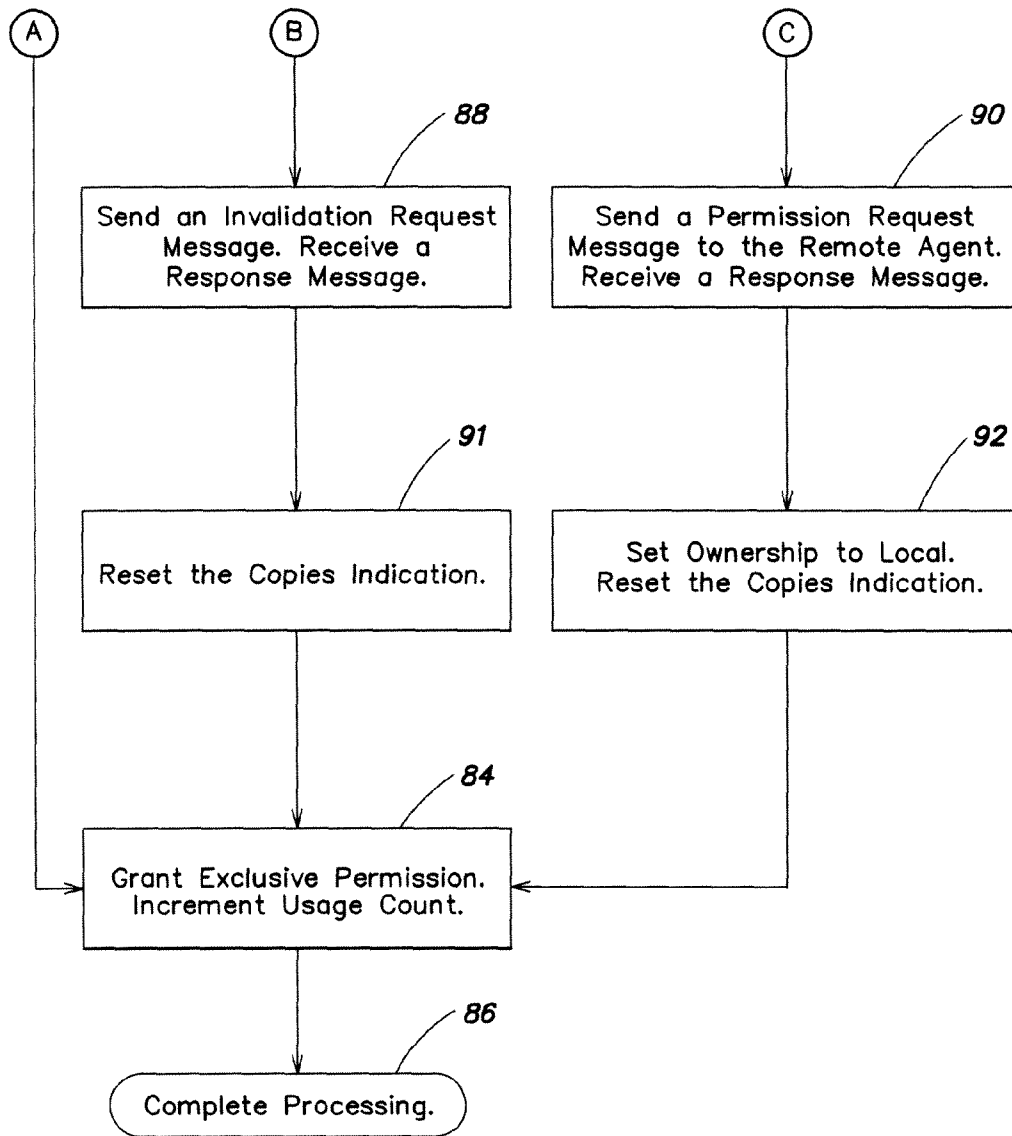 A
B
C
88
90
Send an Invalidation Request
Message. Receive a
Response Message.
Send a Permission Request
Message to the Remote Agent.
Receive a Response Message.
91
92
Reset the Copies Indication.
Set Ownership to Local.
Reset the Copies Indication.
84
Grant Exclusive Permission.
Increment Usage Count.
86
Complete Processing.